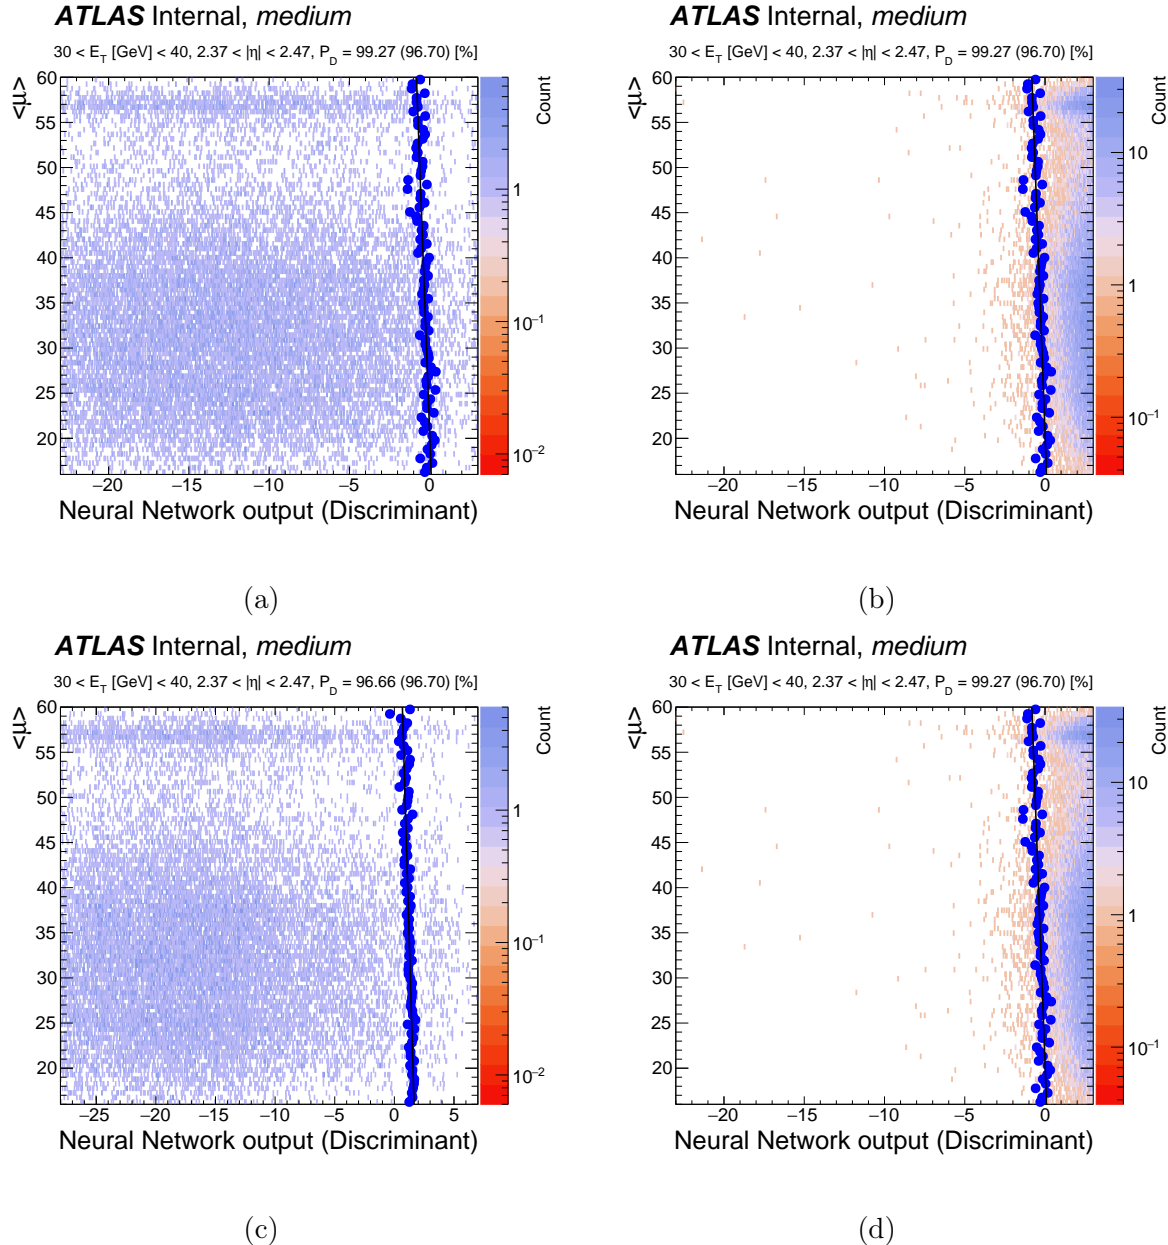 ATLAS Internal, medium
30 < E_T [GeV] < 40, 2.37 < |η| < 2.47, P_D = 99.27 (96.70) [%]
<μ>
60
55
50
45
40
35
30
25
20
−20
−15
−10
−5
0
Neural Network output (Discriminant)
Count
1
10⁻¹
10⁻²
(a)
ATLAS Internal, medium
30 < E_T [GeV] < 40, 2.37 < |η| < 2.47, P_D = 99.27 (96.70) [%]
<μ>
60
55
50
45
40
35
30
25
20
−20
−15
−10
−5
0
Neural Network output (Discriminant)
Count
10
1
10⁻¹
(b)
ATLAS Internal, medium
30 < E_T [GeV] < 40, 2.37 < |η| < 2.47, P_D = 96.66 (96.70) [%]
<μ>
60
55
50
45
40
35
30
25
20
−25
−20
−15
−10
−5
0
5
Neural Network output (Discriminant)
Count
1
10⁻¹
10⁻²
(c)
ATLAS Internal, medium
30 < E_T [GeV] < 40, 2.37 < |η| < 2.47, P_D = 99.27 (96.70) [%]
<μ>
60
55
50
45
40
35
30
25
20
−20
−15
−10
−5
0
Neural Network output (Discriminant)
Count
10
1
10⁻¹
(d)